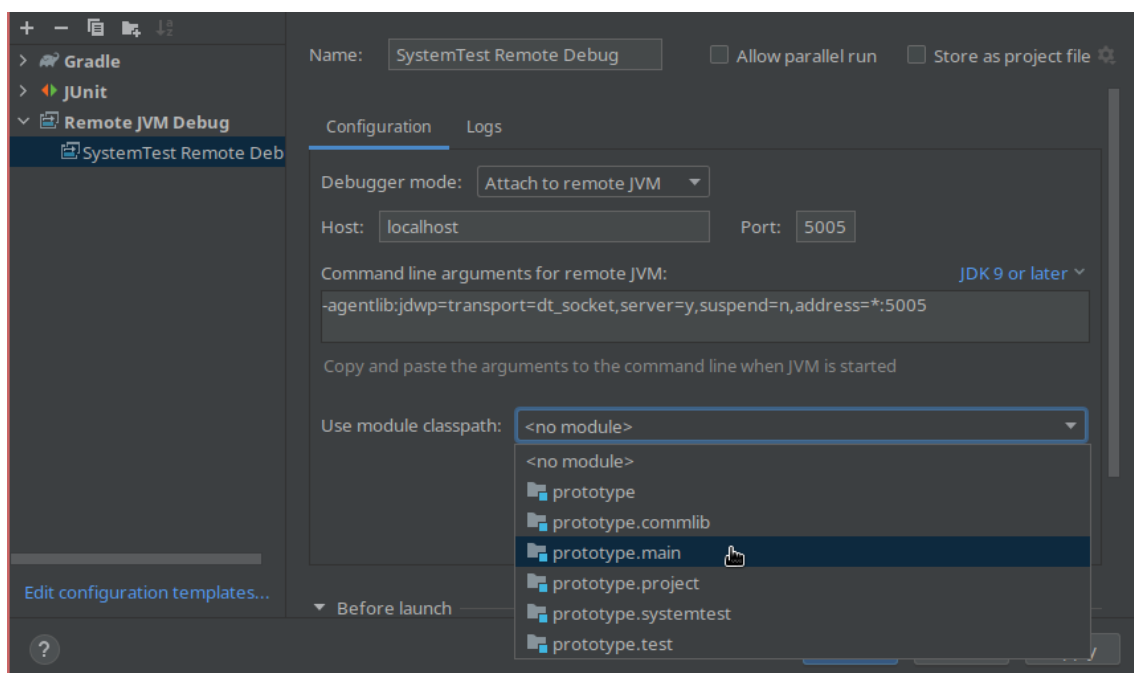 Gradle
JUnit
Remote JVM Debug
SystemTest Remote Deb
Edit configuration templates...
?
Name: SystemTest Remote Debug Allow parallel run Store as project file
Configuration Logs
Debugger mode: Attach to remote JVM
Host: localhost Port: 5005
Command line arguments for remote JVM: JDK 9 or later
-agentlib:jdwp=transport=dt_socket,server=y,suspend=n,address=*:5005
Copy and paste the arguments to the command line when JVM is started
Use module classpath: <no module>
<no module>
prototype
prototype.commlib
prototype.main
prototype.project
prototype.systemtest
prototype.test
Before launch